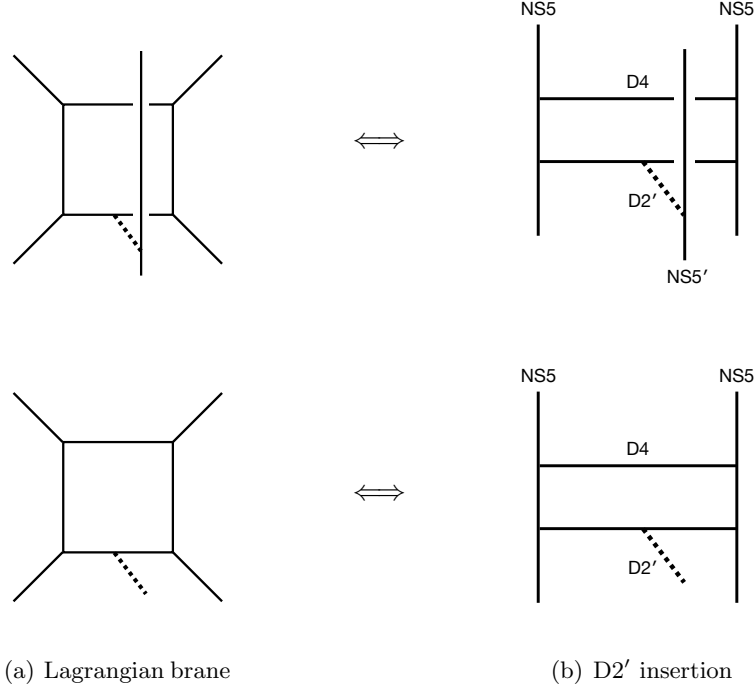 NS5 NS5
D4
D2′
NS5′
NS5 NS5
D4
D2′
(a) Lagrangian brane (b) D2′ insertion